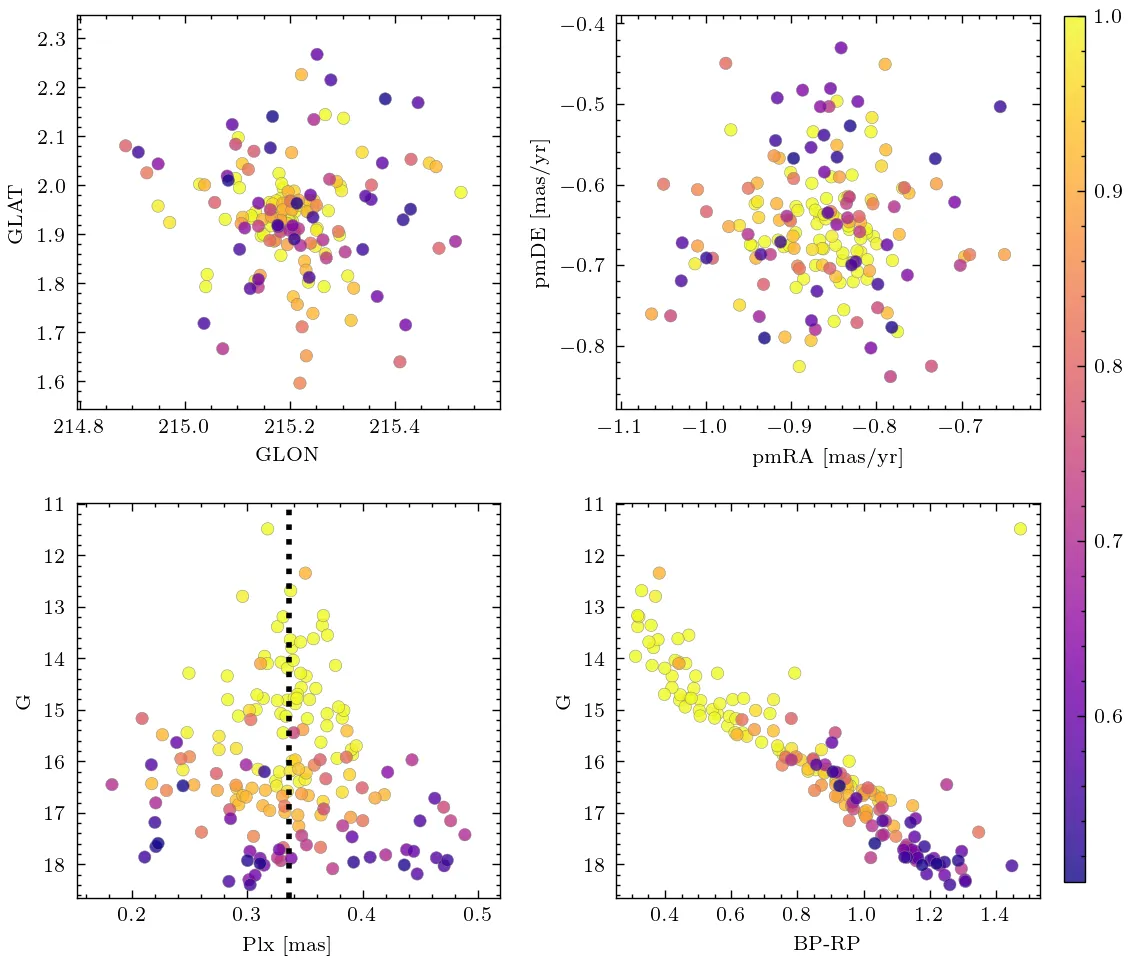 2.3
2.2
2.1
2.0
1.9
1.8
1.7
1.6
GLAT
214.8 215.0 215.2 215.4
GLON
−0.4
−0.5
−0.6
−0.7
−0.8
pmDE [mas/yr]
−1.1 −1.0 −0.9 −0.8 −0.7
pmRA [mas/yr]
11
12
13
14
15
16
17
18
G
0.2 0.3 0.4 0.5
Plx [mas]
11
12
13
14
15
16
17
18
G
0.4 0.6 0.8 1.0 1.2 1.4
BP-RP
1.0
0.9
0.8
0.7
0.6